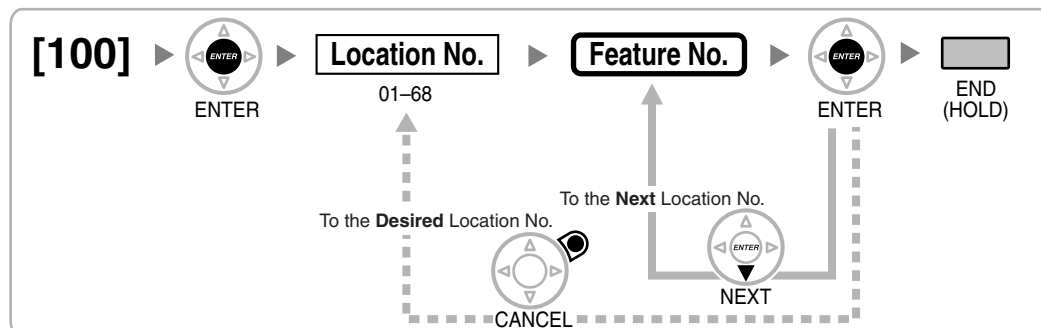 [100]
ENTER
ENTER
Location No.
01–68
Feature No.
ENTER
ENTER
END
(HOLD)
To the Desired Location No.
CANCEL
To the Next Location No.
ENTER
NEXT